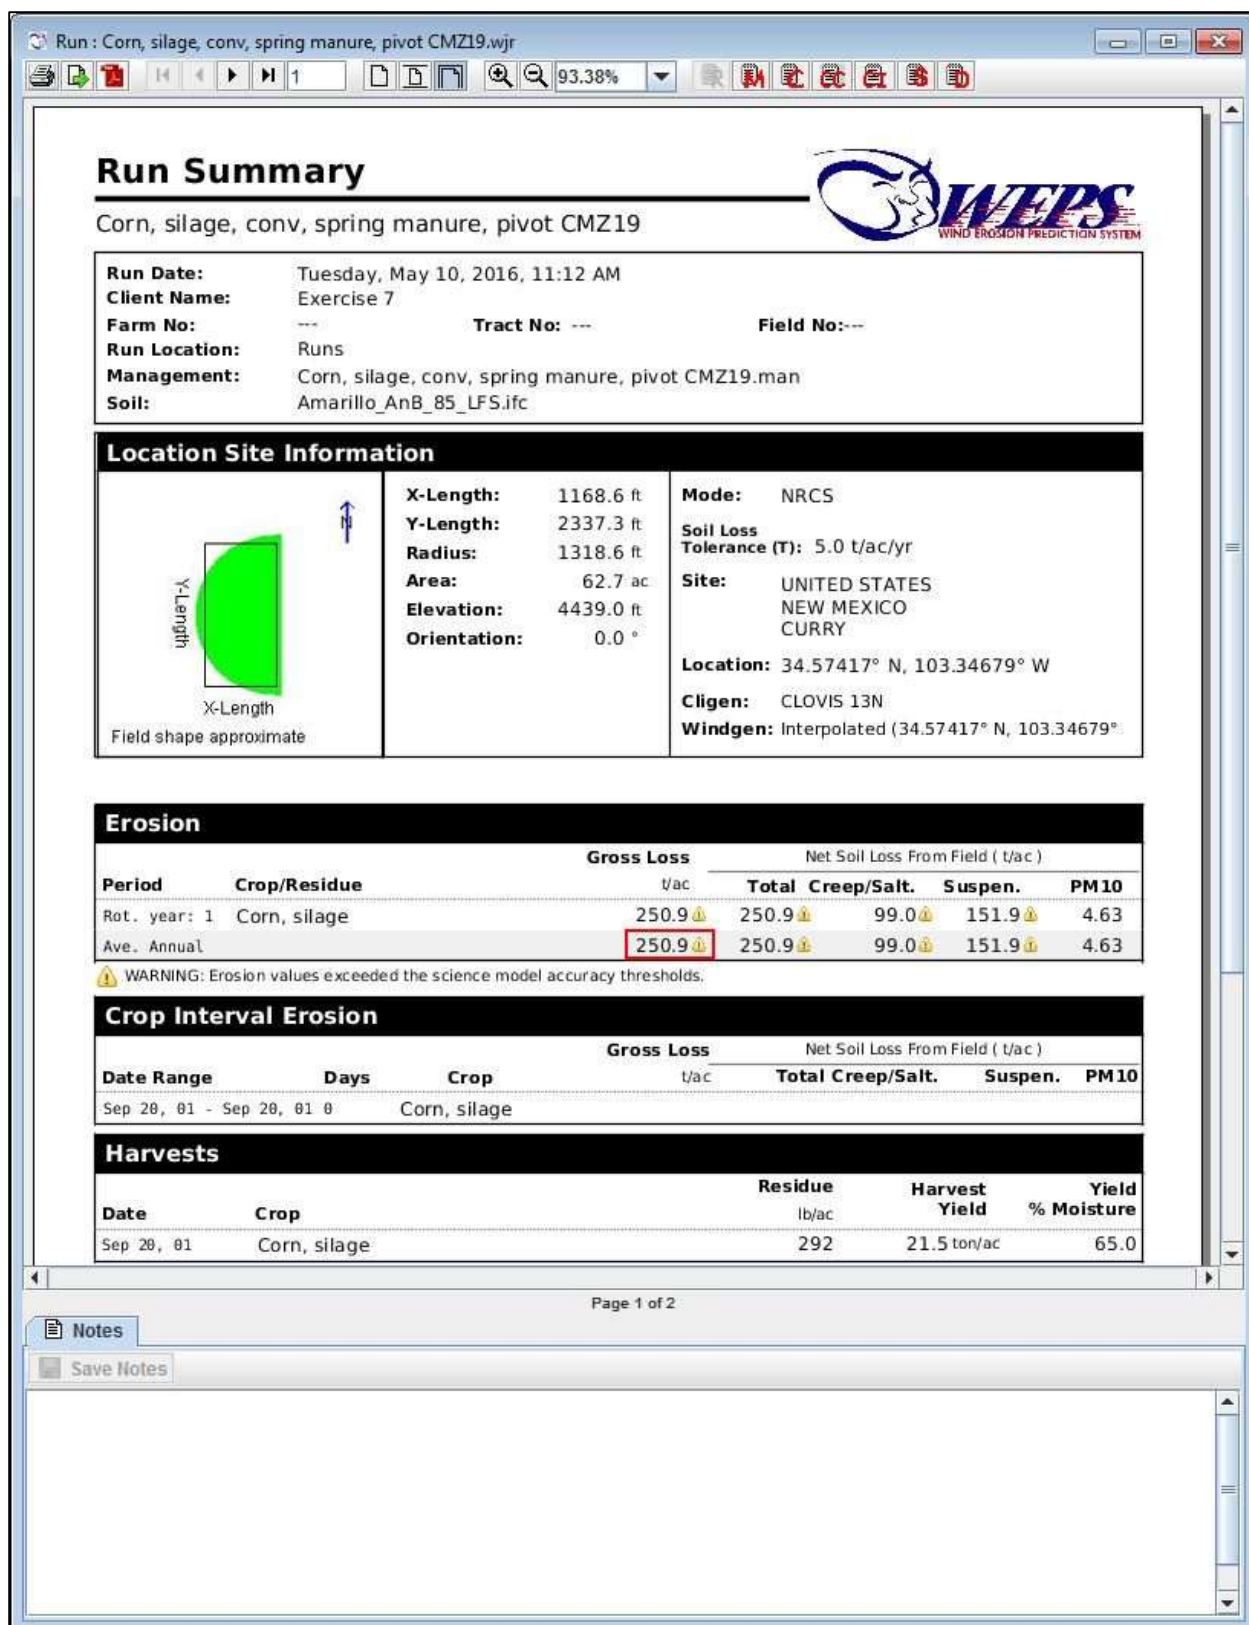 Run : Corn, silage, conv, spring manure, pivot CMZ19.wjr
1 93.38% R M C CC CI S D
Run Summary
WEPS
WIND EROSION PREDICTION SYSTEM
Corn, silage, conv, spring manure, pivot CMZ19
Run Date: Tuesday, May 10, 2016, 11:12 AM
Client Name: Exercise 7
Farm No: --- Tract No: --- Field No:---
Run Location: Runs
Management: Corn, silage, conv, spring manure, pivot CMZ19.man
Soil: Amarillo_AnB_85_LFS.ifc
Location Site Information
N
Y-Length
X-Length
Field shape approximate
X-Length: 1168.6 ft
Y-Length: 2337.3 ft
Radius: 1318.6 ft
Area: 62.7 ac
Elevation: 4439.0 ft
Orientation: 0.0 °
Mode: NRCS
Soil Loss
Tolerance (T): 5.0 t/ac/yr
Site: UNITED STATES
NEW MEXICO
CURRY
Location: 34.57417° N, 103.34679° W
Cligen: CLOVIS 13N
Windgen: Interpolated (34.57417° N, 103.34679°
Erosion
Gross Loss Net Soil Loss From Field ( t/ac )
Period Crop/Residue t/ac Total Creep/Salt. Suspen. PM10
Rot. year: 1 Corn, silage 250.9 250.9 99.0 151.9 4.63
Ave. Annual 250.9 250.9 99.0 151.9 4.63
WARNING: Erosion values exceeded the science model accuracy thresholds.
Crop Interval Erosion
Gross Loss Net Soil Loss From Field ( t/ac )
Date Range Days Crop t/ac Total Creep/Salt. Suspen. PM10
Sep 20, 01 - Sep 20, 01 0 Corn, silage
Harvests
Residue Harvest Yield
Date Crop lb/ac Yield % Moisture
Sep 20, 01 Corn, silage 292 21.5 ton/ac 65.0
Page 1 of 2
Notes
Save Notes